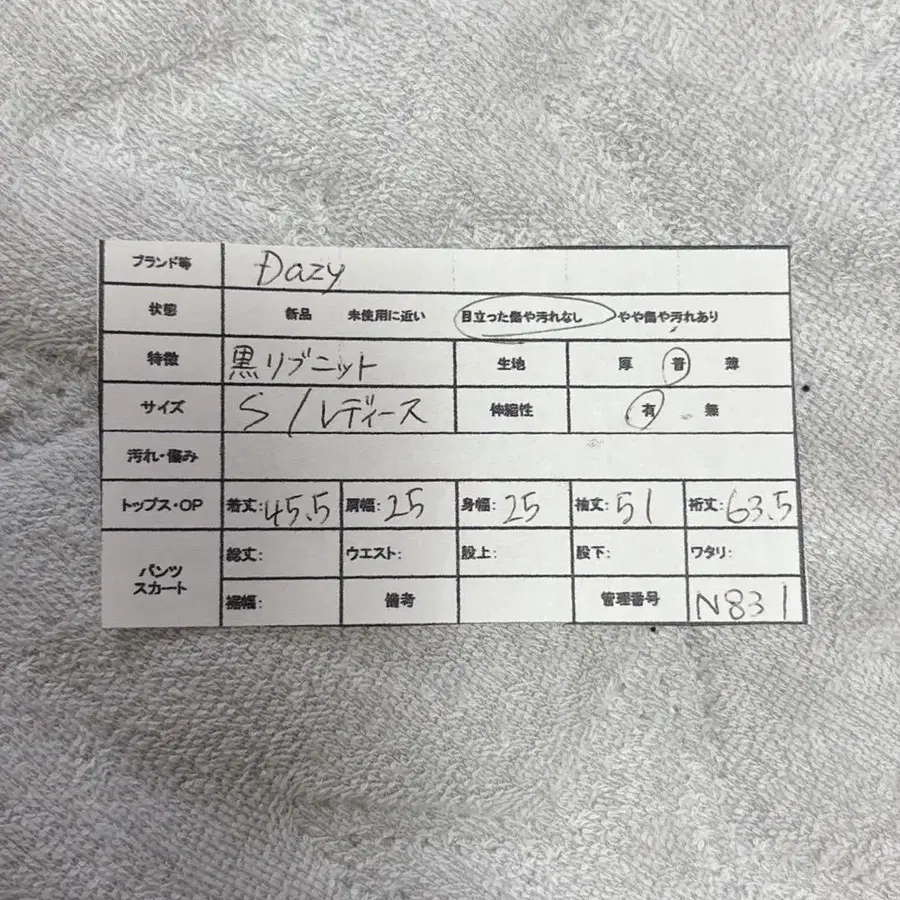 ブランド等 Dazy
状態 新品 未使用に近い 目立った傷や汚れなし やや傷や汚れあり
特徴 黒リブニット 生地 厚 普 薄
サイズ S/レディース 伸縮性 有 無
汚れ・傷み
トップス・OP 着丈:45.5 肩幅:25 身幅:25 袖丈:51 裄丈:63.5
パンツ スカート 総丈: ウエスト: 股上: 股下: ワタリ:
裾幅: 備考 管理番号 N831